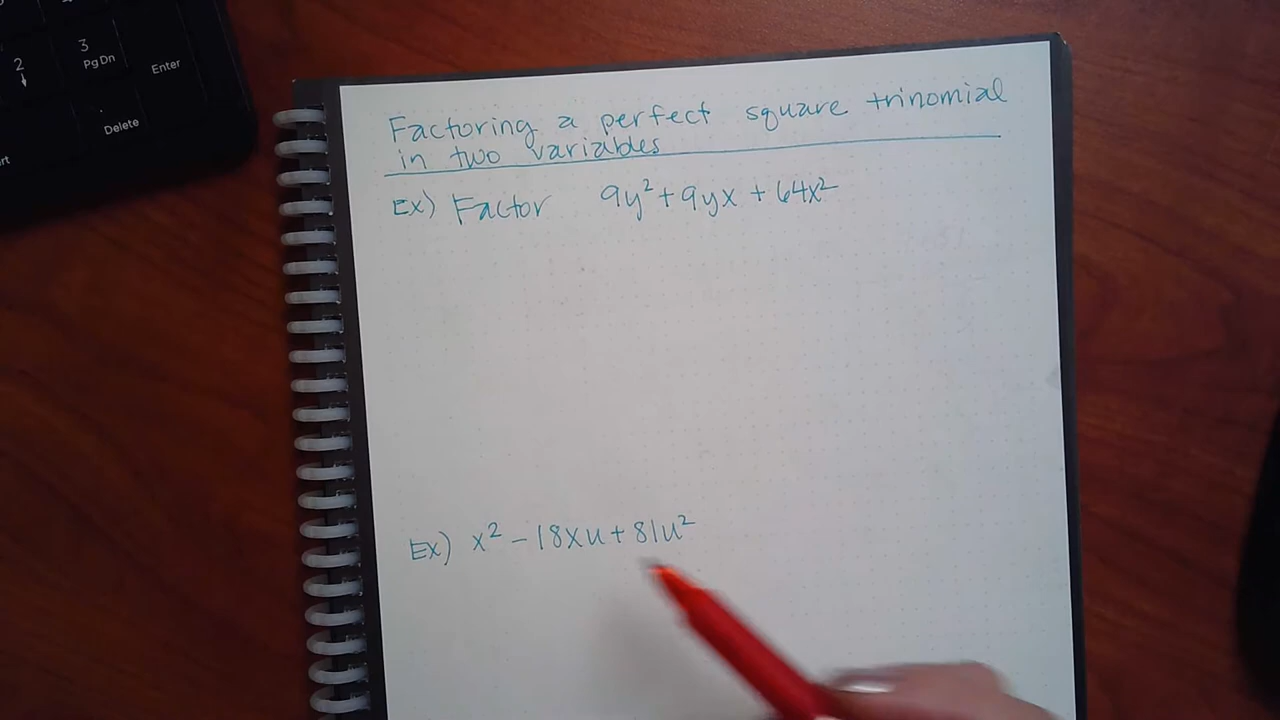 2
3
PgDn
Enter
Delete
Factoring a perfect square trinomial
in two variables
Ex) Factor 9y² + 9yx + 64x²
Ex) x² - 18xu + 81u²